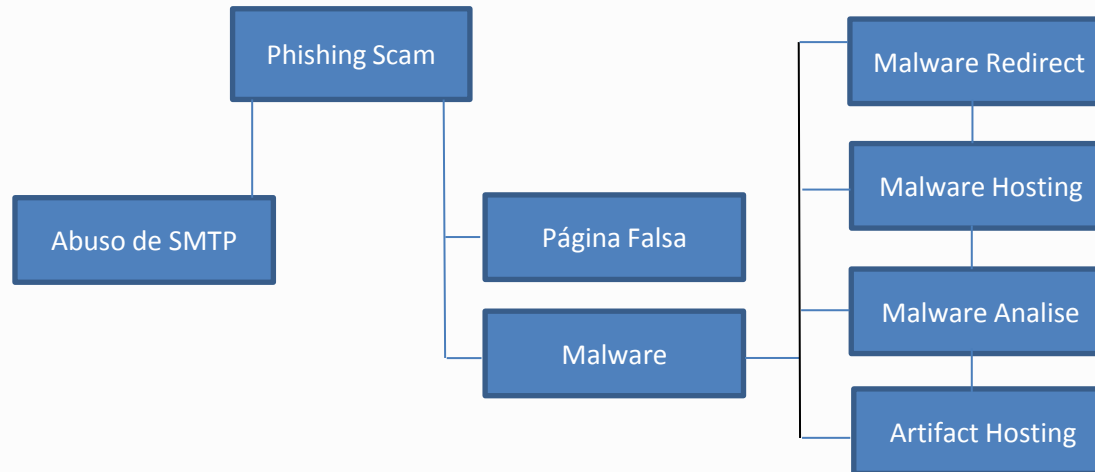 Phishing Scam
Abuso de SMTP
Página Falsa
Malware
Malware Redirect
Malware Hosting
Malware Analise
Artifact Hosting